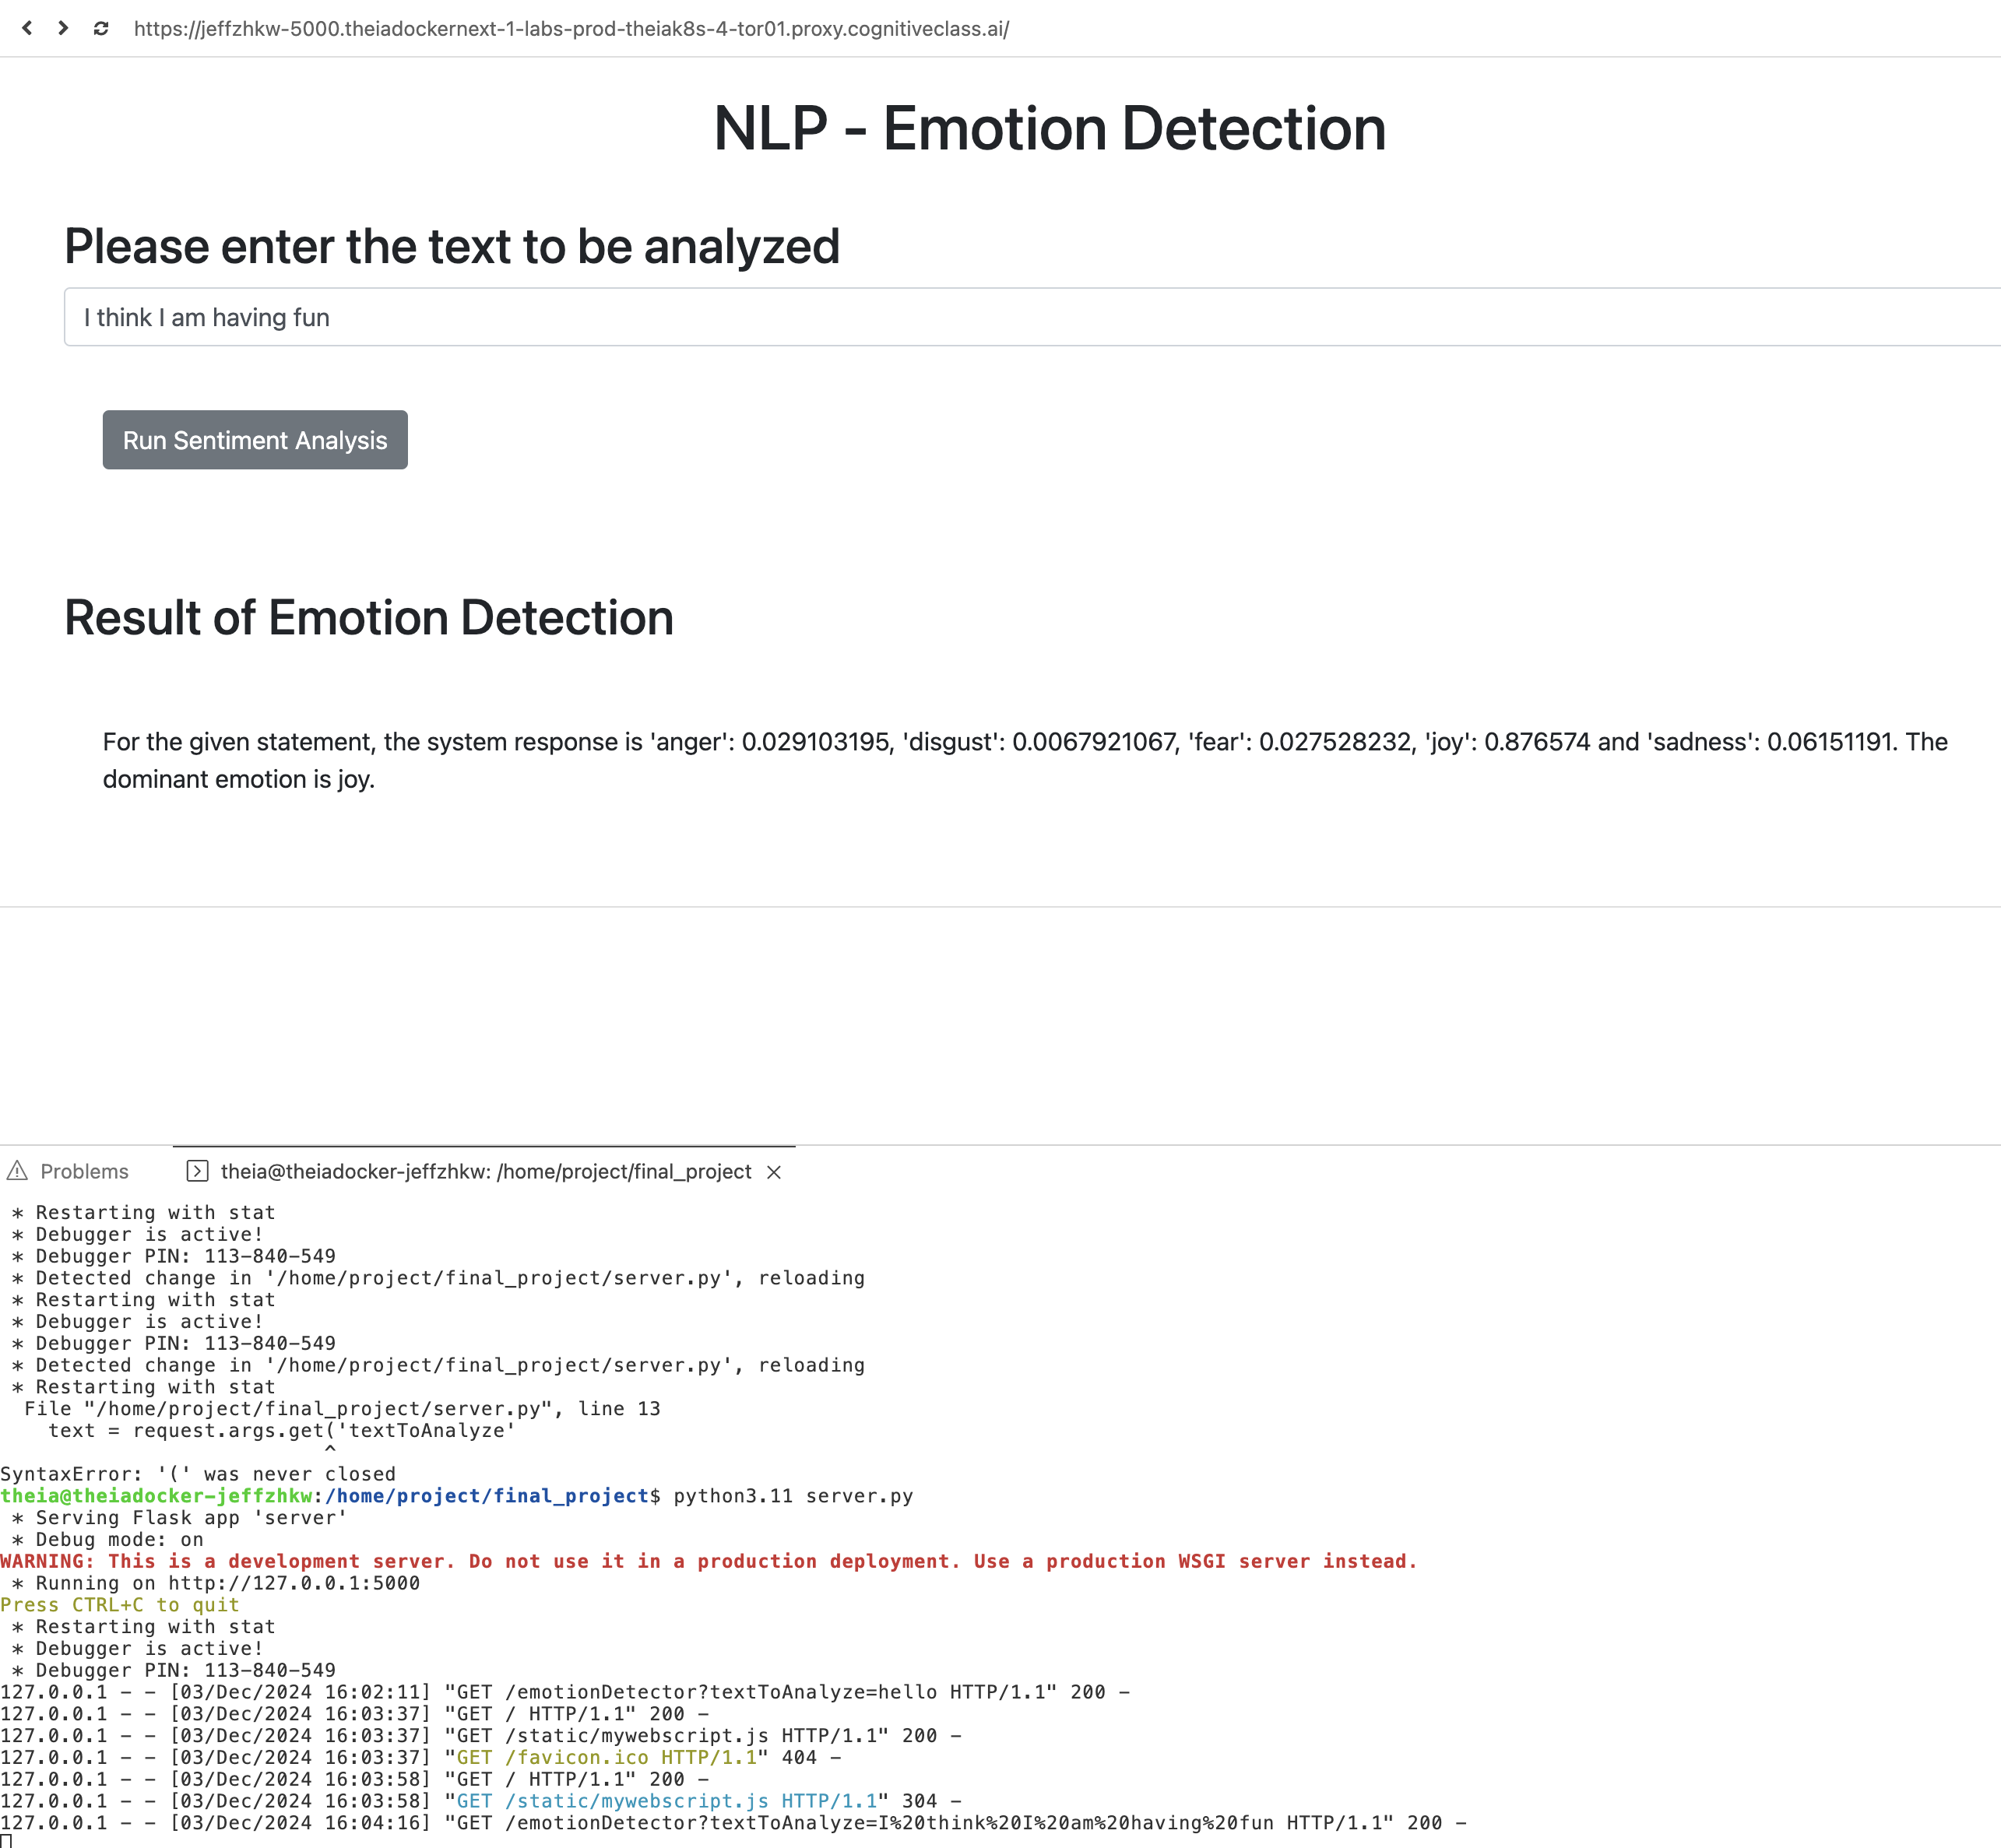 https://jeffzhkw-5000.theiadockernext-1-labs-prod-theiak8s-4-tor01.proxy.cognitiveclass.ai/
NLP - Emotion Detection
Please enter the text to be analyzed
I think I am having fun
Run Sentiment Analysis
Result of Emotion Detection
For the given statement, the system response is 'anger': 0.029103195, 'disgust': 0.0067921067, 'fear': 0.027528232, 'joy': 0.876574 and 'sadness': 0.06151191. The
dominant emotion is joy.
Problems theia@theiadocker-jeffzhkw: /home/project/final_project
 * Restarting with stat
 * Debugger is active!
 * Debugger PIN: 113-840-549
 * Detected change in '/home/project/final_project/server.py', reloading
 * Restarting with stat
 * Debugger is active!
 * Debugger PIN: 113-840-549
 * Detected change in '/home/project/final_project/server.py', reloading
 * Restarting with stat
  File "/home/project/final_project/server.py", line 13
    text = request.args.get('textToAnalyze'
                           ^
SyntaxError: '(' was never closed
theia@theiadocker-jeffzhkw:/home/project/final_project$ python3.11 server.py
 * Serving Flask app 'server'
 * Debug mode: on
WARNING: This is a development server. Do not use it in a production deployment. Use a production WSGI server instead.
 * Running on http://127.0.0.1:5000
Press CTRL+C to quit
 * Restarting with stat
 * Debugger is active!
 * Debugger PIN: 113-840-549
127.0.0.1 - - [03/Dec/2024 16:02:11] "GET /emotionDetector?textToAnalyze=hello HTTP/1.1" 200 -
127.0.0.1 - - [03/Dec/2024 16:03:37] "GET / HTTP/1.1" 200 -
127.0.0.1 - - [03/Dec/2024 16:03:37] "GET /static/mywebscript.js HTTP/1.1" 200 -
127.0.0.1 - - [03/Dec/2024 16:03:37] "GET /favicon.ico HTTP/1.1" 404 -
127.0.0.1 - - [03/Dec/2024 16:03:58] "GET / HTTP/1.1" 200 -
127.0.0.1 - - [03/Dec/2024 16:03:58] "GET /static/mywebscript.js HTTP/1.1" 304 -
127.0.0.1 - - [03/Dec/2024 16:04:16] "GET /emotionDetector?textToAnalyze=I%20think%20I%20am%20having%20fun HTTP/1.1" 200 -